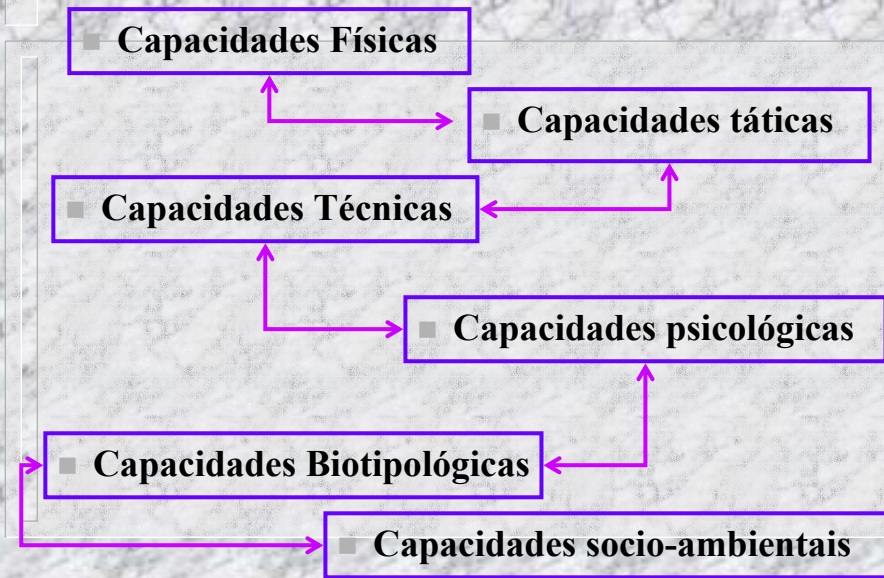 Capacidades Físicas
Capacidades táticas
Capacidades Técnicas
Capacidades psicológicas
Capacidades Biotipológicas
Capacidades socio-ambientais